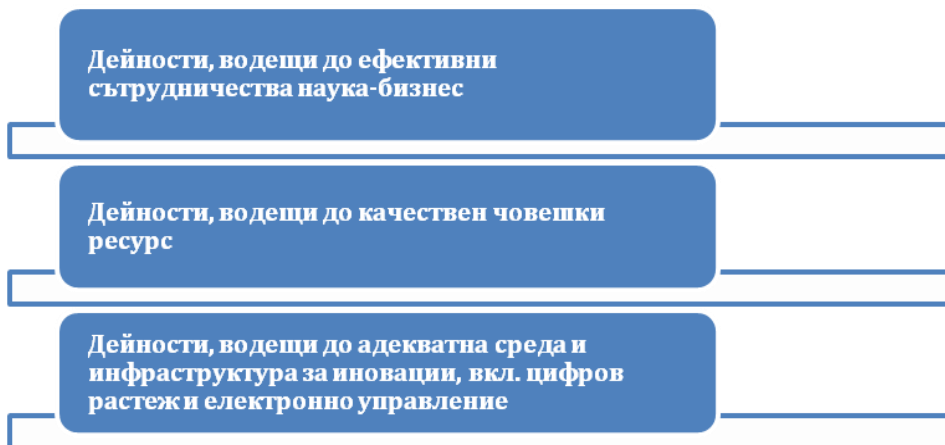 Дейности, водещи до ефективни
сътрудничества наука-бизнес
Дейности, водещи до качествен човешки
ресурс
Дейности, водещи до адекватна среда и
инфраструктура за иновации, вкл. цифров
растеж и електронно управление